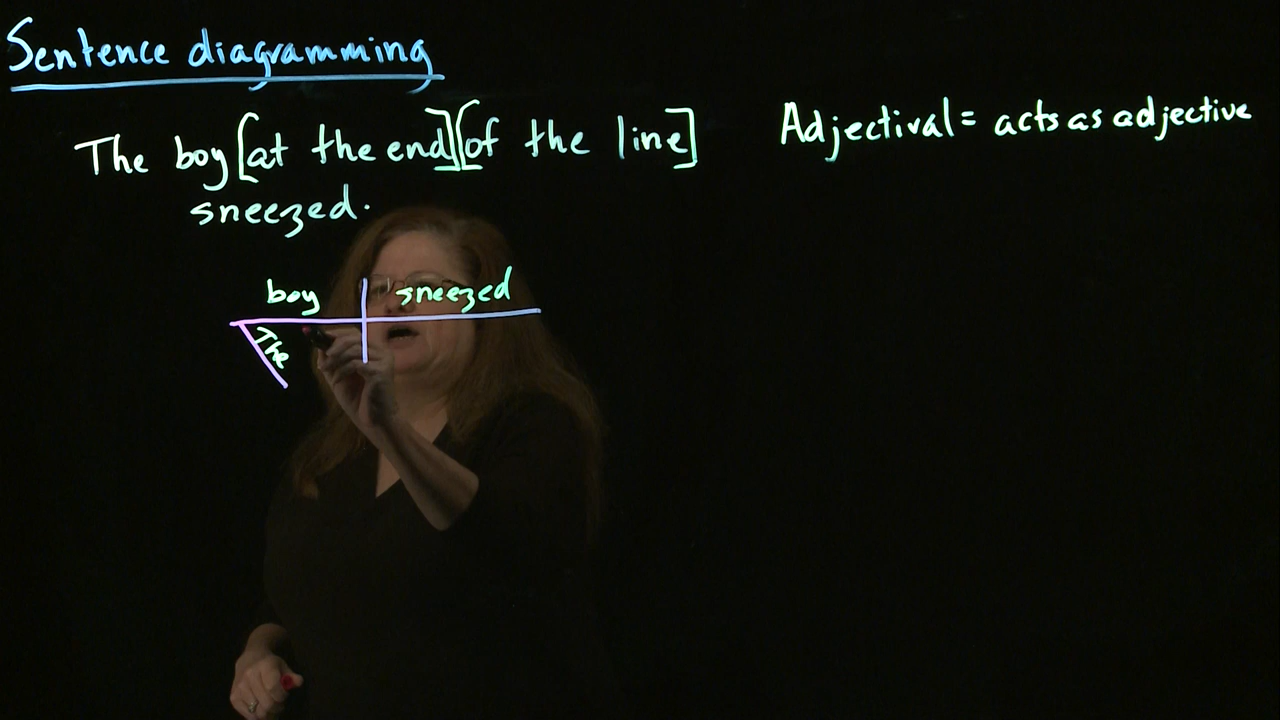 Sentence diagramming
The boy [at the end][of the line]
sneezed.
Adjectival = acts as adjective
boy sneezed
The